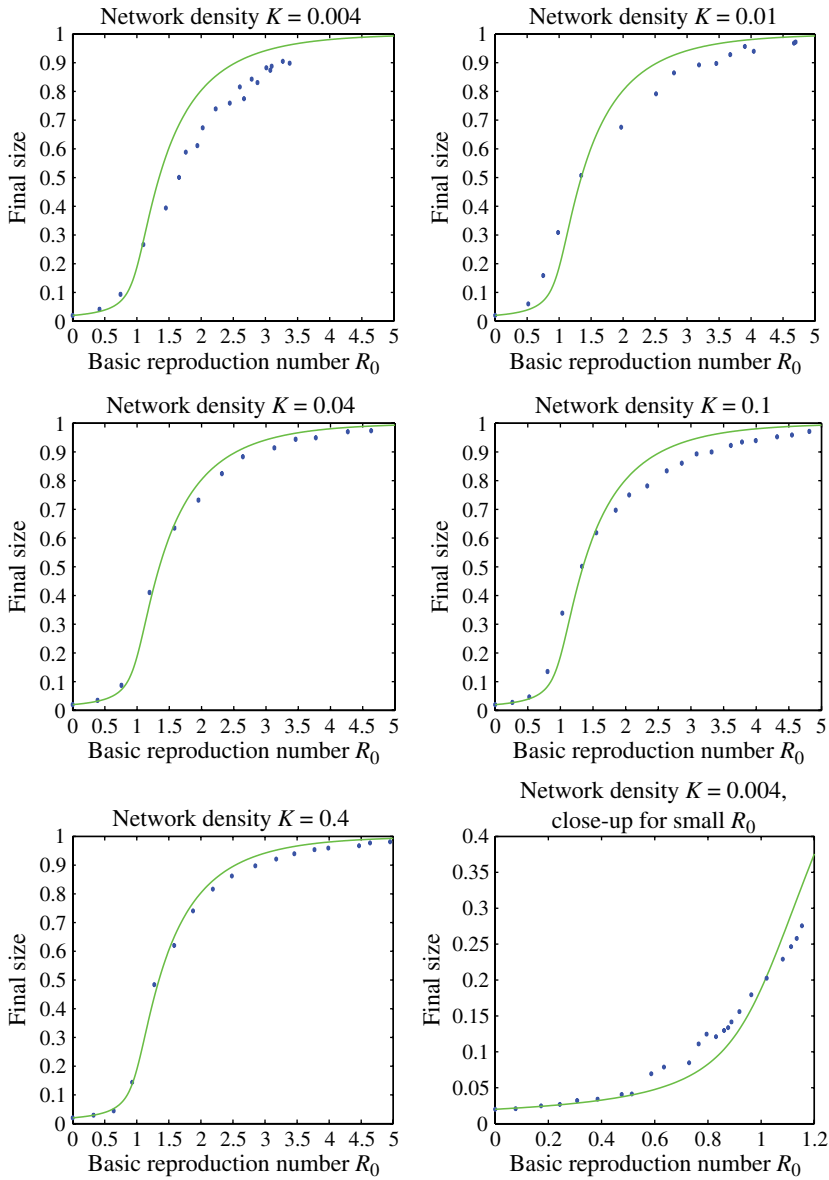 Network density K = 0.004
1
0.9
0.8
0.7
0.6
0.5
0.4
0.3
0.2
0.1
0
Final size
0 0.5 1 1.5 2 2.5 3 3.5 4 4.5 5
Basic reproduction number R₀
Network density K = 0.01
1
0.9
0.8
0.7
0.6
0.5
0.4
0.3
0.2
0.1
0
Final size
0 0.5 1 1.5 2 2.5 3 3.5 4 4.5 5
Basic reproduction number R₀
Network density K = 0.04
1
0.9
0.8
0.7
0.6
0.5
0.4
0.3
0.2
0.1
0
Final size
0 0.5 1 1.5 2 2.5 3 3.5 4 4.5 5
Basic reproduction number R₀
Network density K = 0.1
1
0.9
0.8
0.7
0.6
0.5
0.4
0.3
0.2
0.1
0
Final size
0 0.5 1 1.5 2 2.5 3 3.5 4 4.5 5
Basic reproduction number R₀
Network density K = 0.4
1
0.9
0.8
0.7
0.6
0.5
0.4
0.3
0.2
0.1
0
Final size
0 0.5 1 1.5 2 2.5 3 3.5 4 4.5 5
Basic reproduction number R₀
Network density K = 0.004,
close-up for small R₀
0.4
0.35
0.3
0.25
0.2
0.15
0.1
0.05
0
Final size
0 0.2 0.4 0.6 0.8 1 1.2
Basic reproduction number R₀